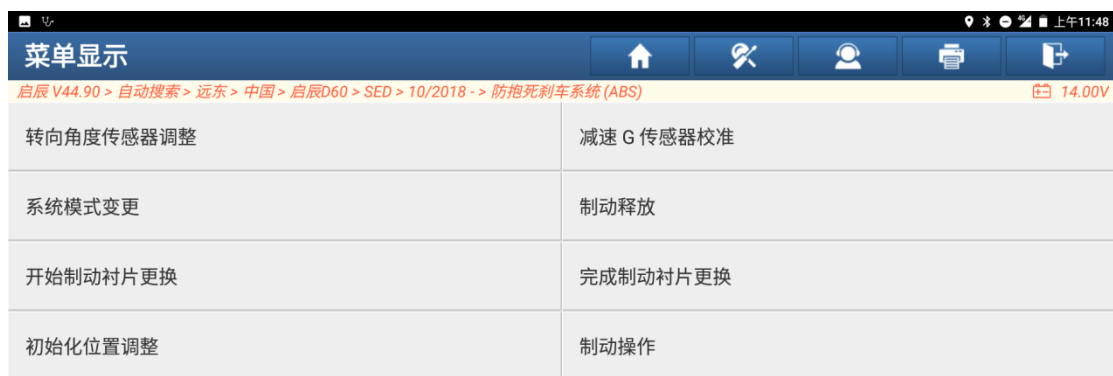 上午11:48
菜单显示
启辰 V44.90 > 自动搜索 > 远东 > 中国 > 启辰D60 > SED > 10/2018 - > 防抱死刹车系统 (ABS) 14.00V
转向角度传感器调整 减速 G 传感器校准
系统模式变更 制动释放
开始制动衬片更换 完成制动衬片更换
初始化位置调整 制动操作